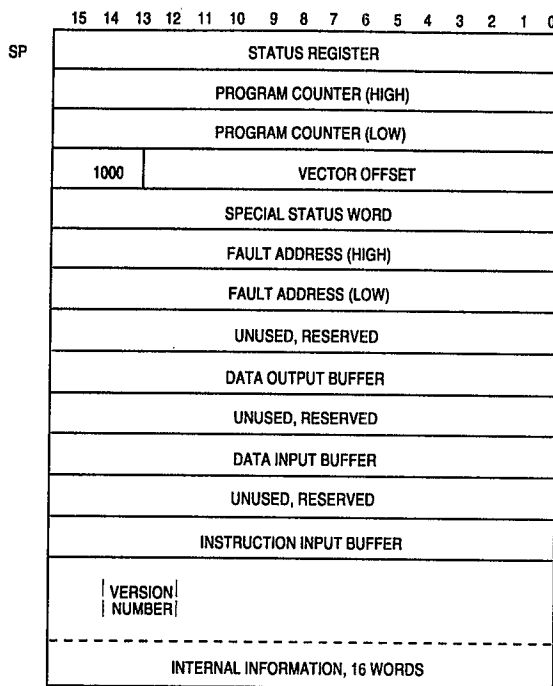 15 14 13 12 11 10 9 8 7 6 5 4 3 2 1 0
SP
STATUS REGISTER
PROGRAM COUNTER (HIGH)
PROGRAM COUNTER (LOW)
1000 VECTOR OFFSET
SPECIAL STATUS WORD
FAULT ADDRESS (HIGH)
FAULT ADDRESS (LOW)
UNUSED, RESERVED
DATA OUTPUT BUFFER
UNUSED, RESERVED
DATA INPUT BUFFER
UNUSED, RESERVED
INSTRUCTION INPUT BUFFER
VERSION
NUMBER
INTERNAL INFORMATION, 16 WORDS